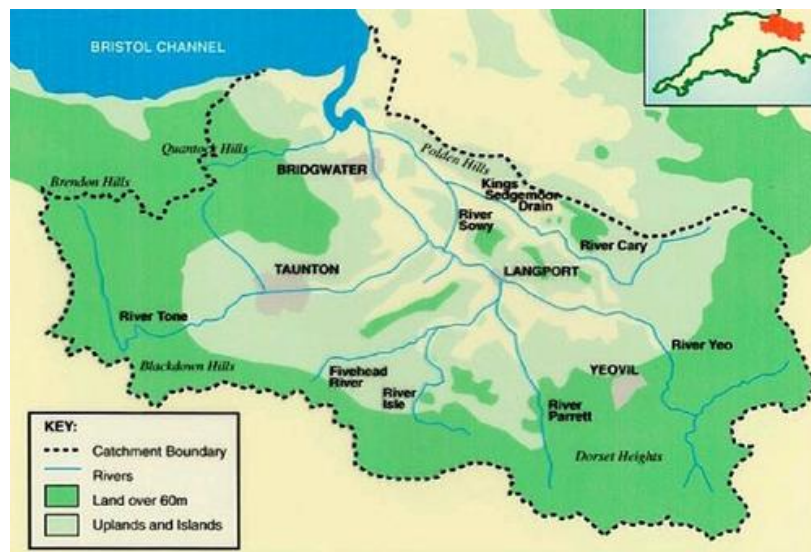 BRISTOL CHANNEL
Quantock Hills
Polden Hills
BRIDGWATER
Brendon Hills
Kings
Sedgemoor
Drain
River
Sowy
River Cary
TAUNTON
LANGPORT
River Tone
River Yeo
Blackdown Hills
Fivehead
River
YEOVIL
River
Isle
River
Parrett
Dorset Heights
KEY:
Catchment Boundary
Rivers
Land over 60m
Uplands and Islands